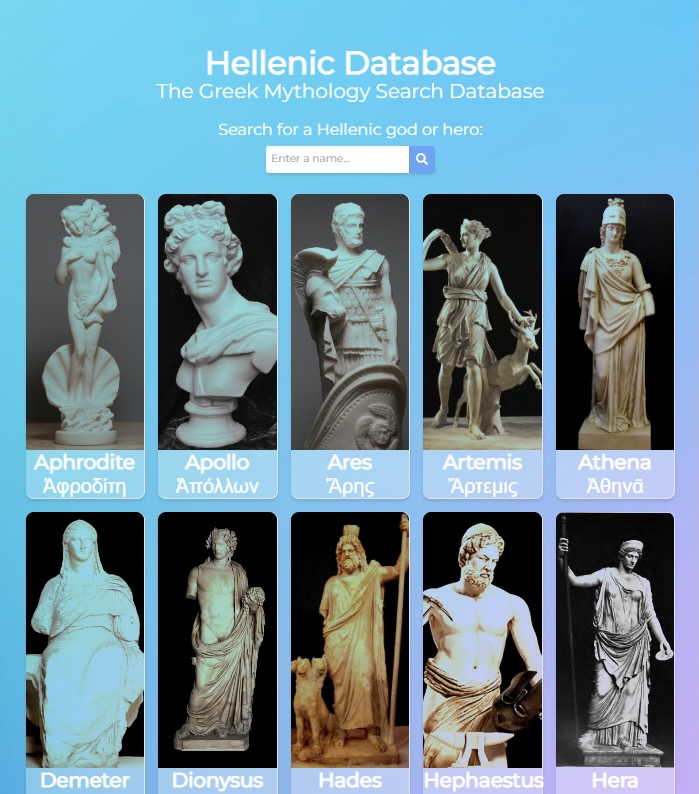 Hellenic Database
The Greek Mythology Search Database
Search for a Hellenic god or hero:
Enter a name...
Aphrodite
Ἀφροδίτη
Apollo
Ἀπόλλων
Ares
Ἄρης
Artemis
Ἄρτεμις
Athena
Ἀθηνᾶ
Demeter
Dionysus
Hades
Hephaestus
Hera